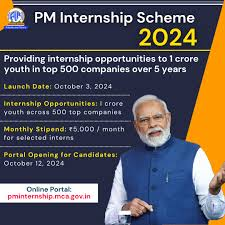 PM Internship Scheme
2024
Providing internship opportunities to 1 crore
youth in top 500 companies over 5 years
Launch Date: October 3, 2024
Internship Opportunities: 1 crore
youth across 500 top companies.
Monthly Stipend: ₹5,000 / month
for selected interns
Portal Opening for Candidates:
October 12, 2024
Online Portal:
pminternship.mca.gov.in